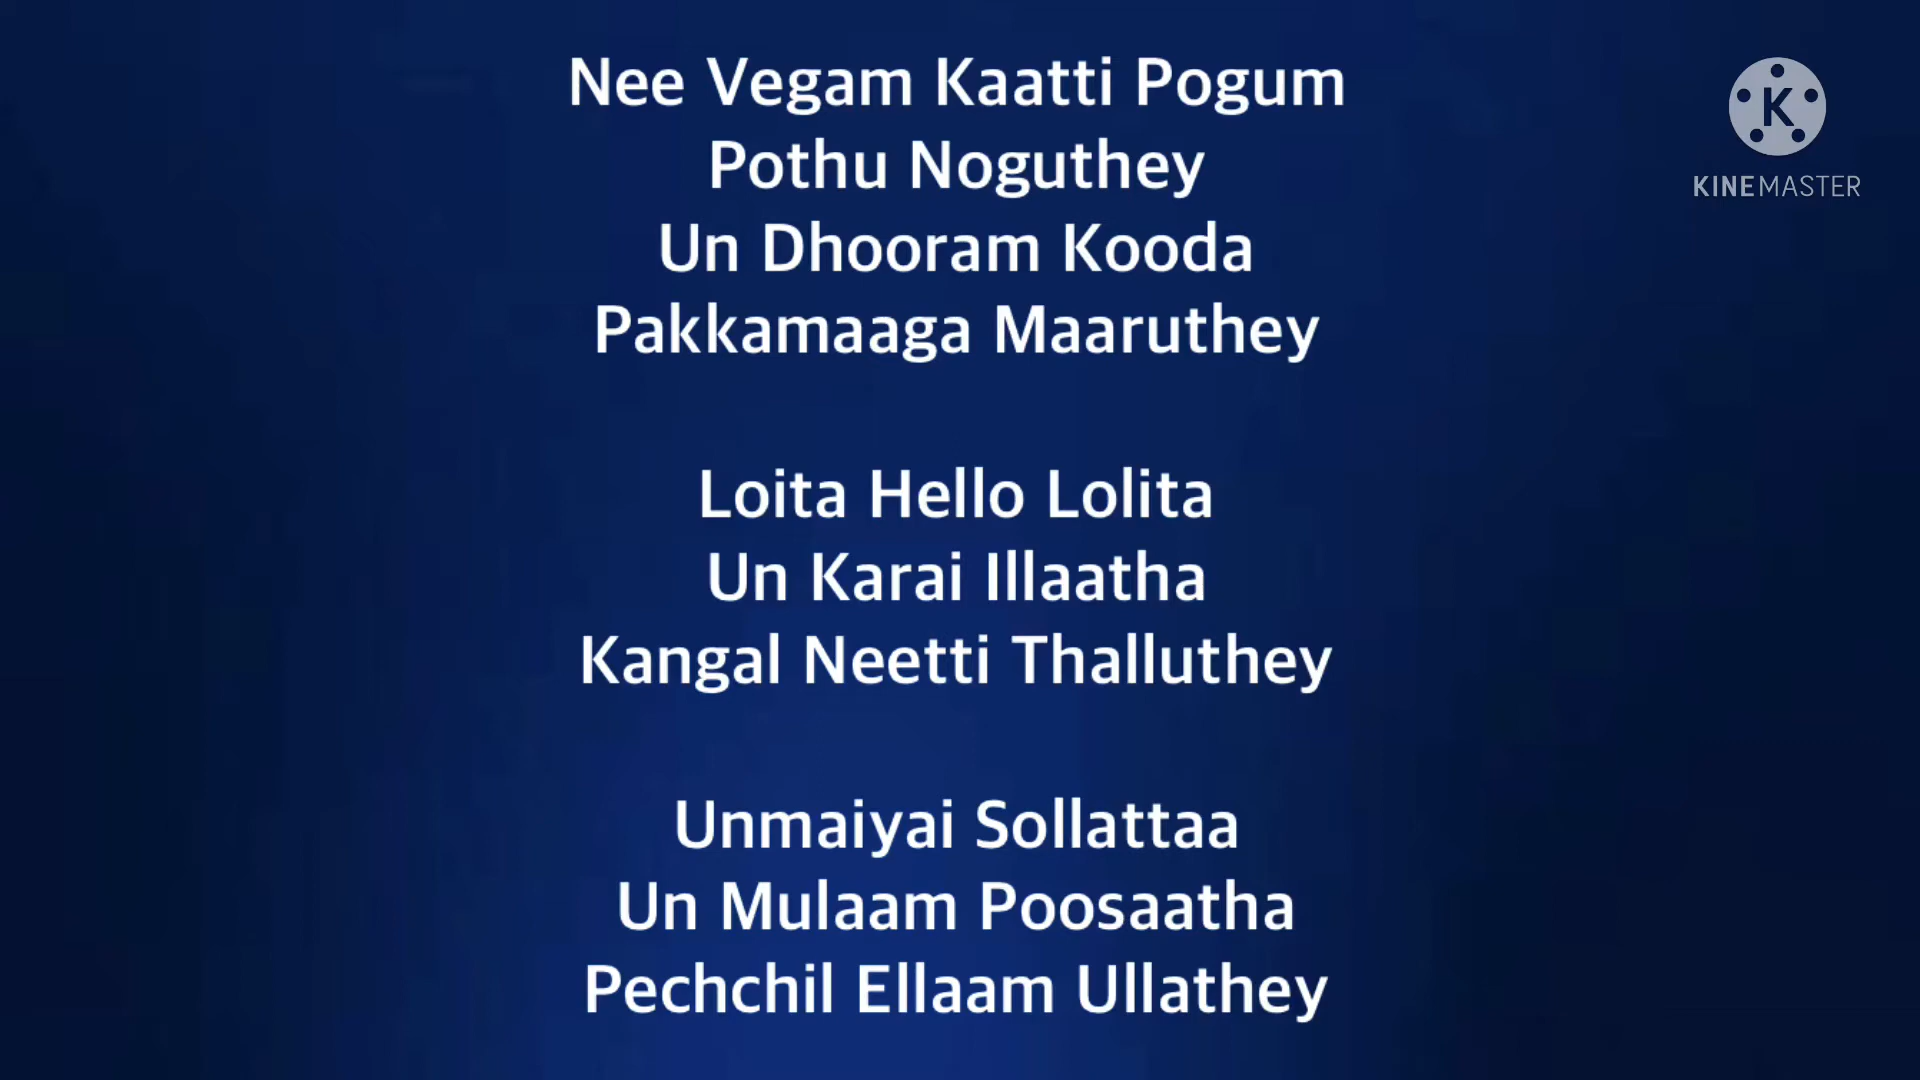 Nee Vegam Kaatti Pogum
Pothu Noguthey
Un Dhooram Kooda
Pakkamaaga Maaruthey
Loita Hello Lolita
Un Karai Illaatha
Kangal Neetti Thalluthey
Unmaiyai Sollattaa
Un Mulaam Poosaatha
Pechchil Ellaam Ullathey
K
KINEMASTER